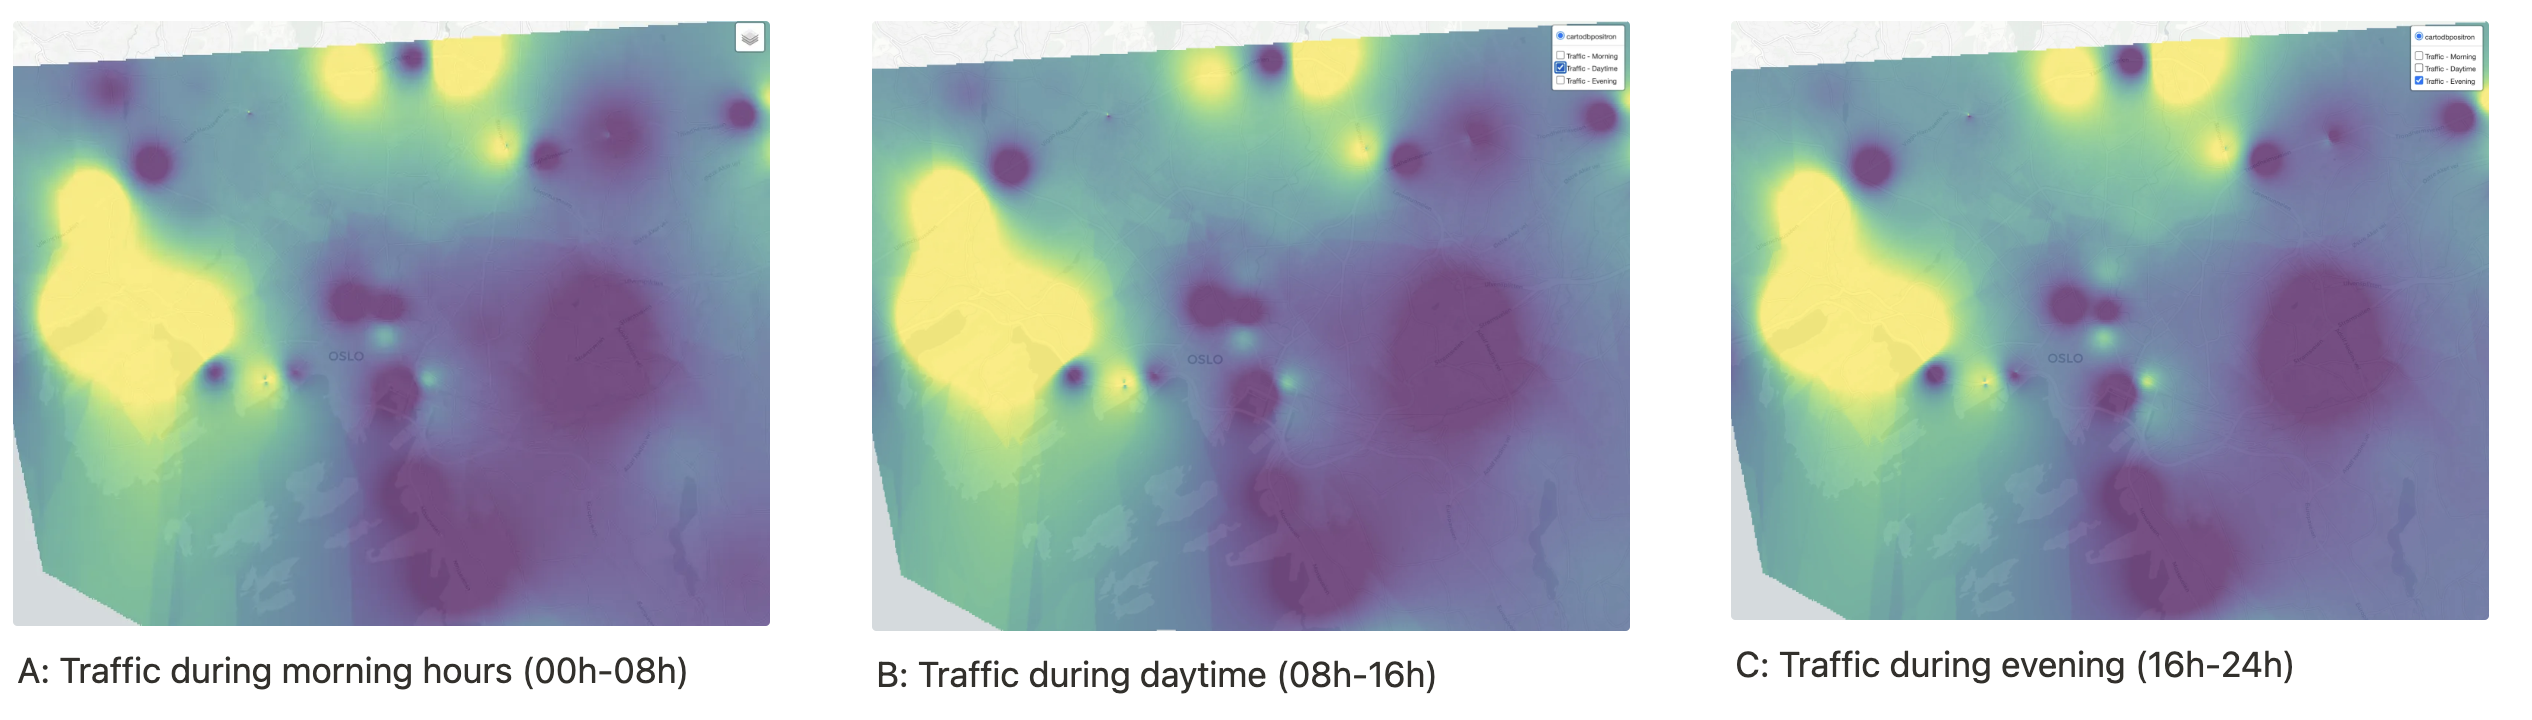 cartodbpositron
Traffic - Morning
Traffic - Daytime
Traffic - Evening
cartodbpositron
Traffic - Morning
Traffic - Daytime
Traffic - Evening
OSLO
OSLO
OSLO
A: Traffic during morning hours (00h-08h)
B: Traffic during daytime (08h-16h)
C: Traffic during evening (16h-24h)